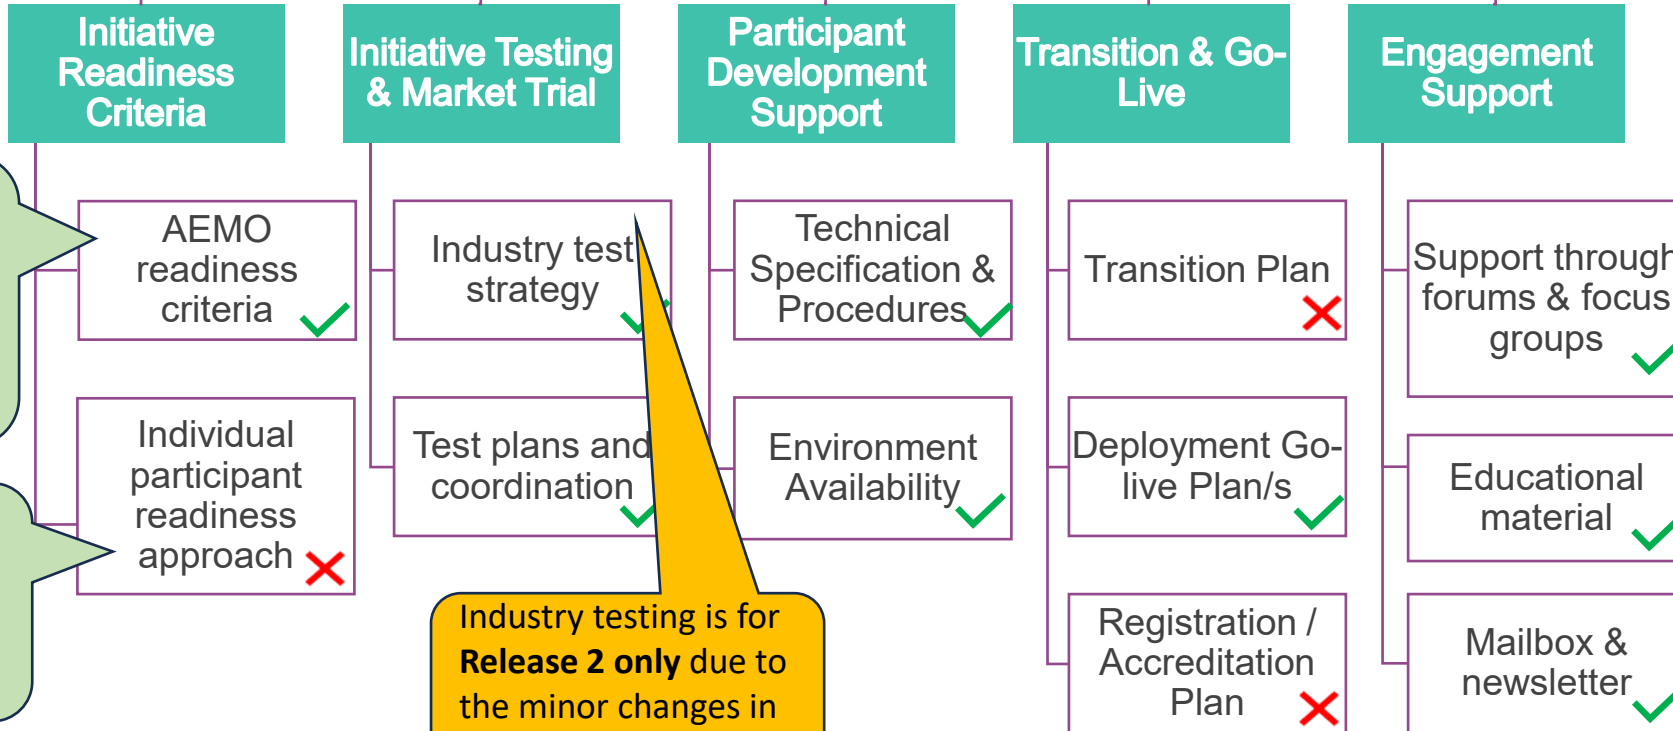 Initiative
Readiness
Criteria
Initiative Testing
& Market Trial
Participant
Development
Support
Transition & Go-
Live
Engagement
Support
AEMO
readiness
criteria
Individual
participant
readiness
approach
Industry test
strategy
Test plans and
coordination
Industry testing is for
Release 2 only due to
the minor changes in
Technical
Specification &
Procedures
Environment
Availability
Transition Plan
Deployment Go-
live Plan/s
Registration /
Accreditation
Plan
Support through
forums & focus
groups
Educational
material
Mailbox &
newsletter